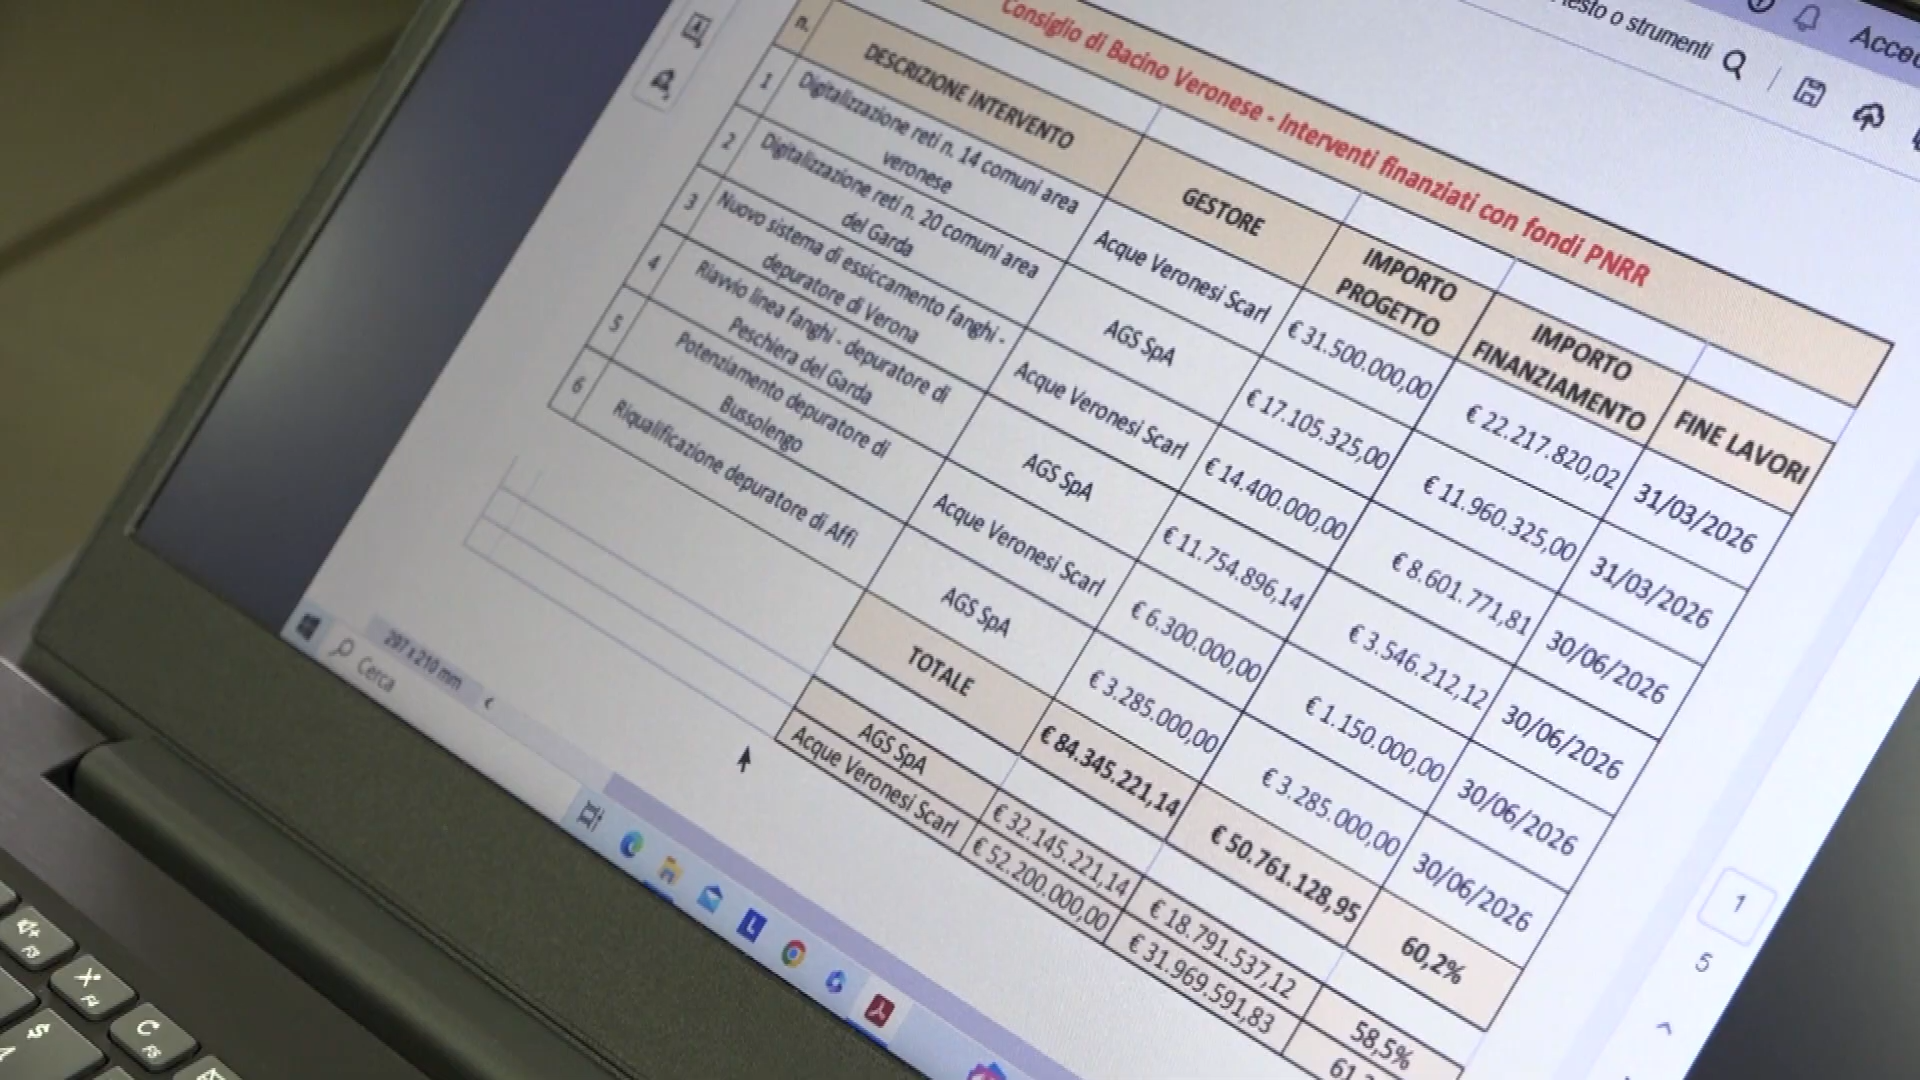 testo o strumenti
Consiglio di Bacino Veronese - Interventi finanziati con fondi PNRR
n. DESCRIZIONE INTERVENTO GESTORE IMPORTO PROGETTO IMPORTO FINANZIAMENTO FINE LAVORI
1 Digitalizzazione reti n. 14 comuni area veronese Acque Veronesi Scarl € 31.500.000,00 € 22.217.820,02 31/03/2026
2 Digitalizzazione reti n. 20 comuni area del Garda AGS SpA € 17.105.325,00 € 11.960.325,00 31/03/2026
3 Nuovo sistema di essiccamento fanghi - depuratore di Verona Acque Veronesi Scarl € 14.400.000,00 € 8.601.771,81 30/06/2026
4 Riavvio linea fanghi - depuratore di Peschiera del Garda AGS SpA € 11.754.896,14 € 3.546.212,12 30/06/2026
5 Potenziamento depuratore di Bussolengo Acque Veronesi Scarl € 6.300.000,00 € 1.150.000,00 30/06/2026
6 Riqualificazione depuratore di Affi AGS SpA € 3.285.000,00 € 3.285.000,00 30/06/2026
TOTALE € 84.345.221,14 € 50.761.128,95 60,2%
AGS SpA € 32.145.221,14 € 18.791.537,12 58,5%
Acque Veronesi Scarl € 52.200.000,00 € 31.969.591,83
297 x 210 mm
Cerca
1
5
F3
X
F4
C
F5
$
L